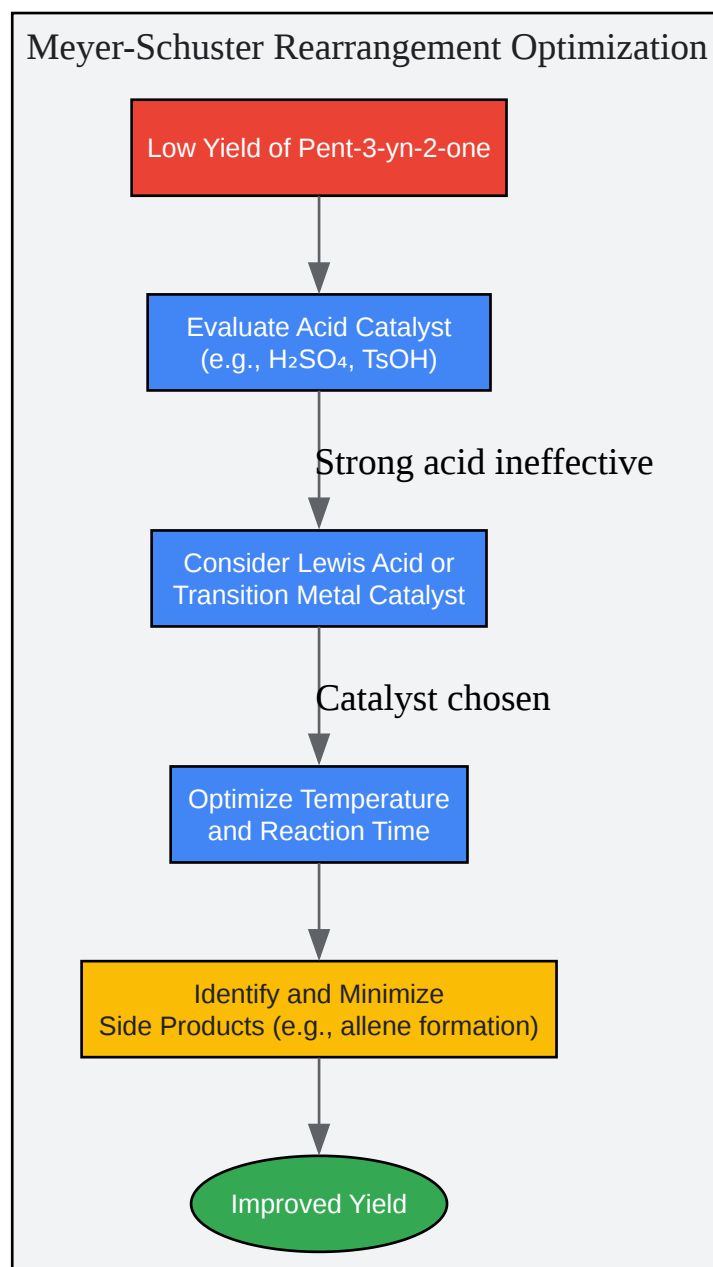 Meyer-Schuster Rearrangement Optimization
Low Yield of Pent-3-yn-2-one
Evaluate Acid Catalyst
(e.g., H₂SO₄, TsOH)
Strong acid ineffective
Consider Lewis Acid or
Transition Metal Catalyst
Catalyst chosen
Optimize Temperature
and Reaction Time
Identify and Minimize
Side Products (e.g., allene formation)
Improved Yield